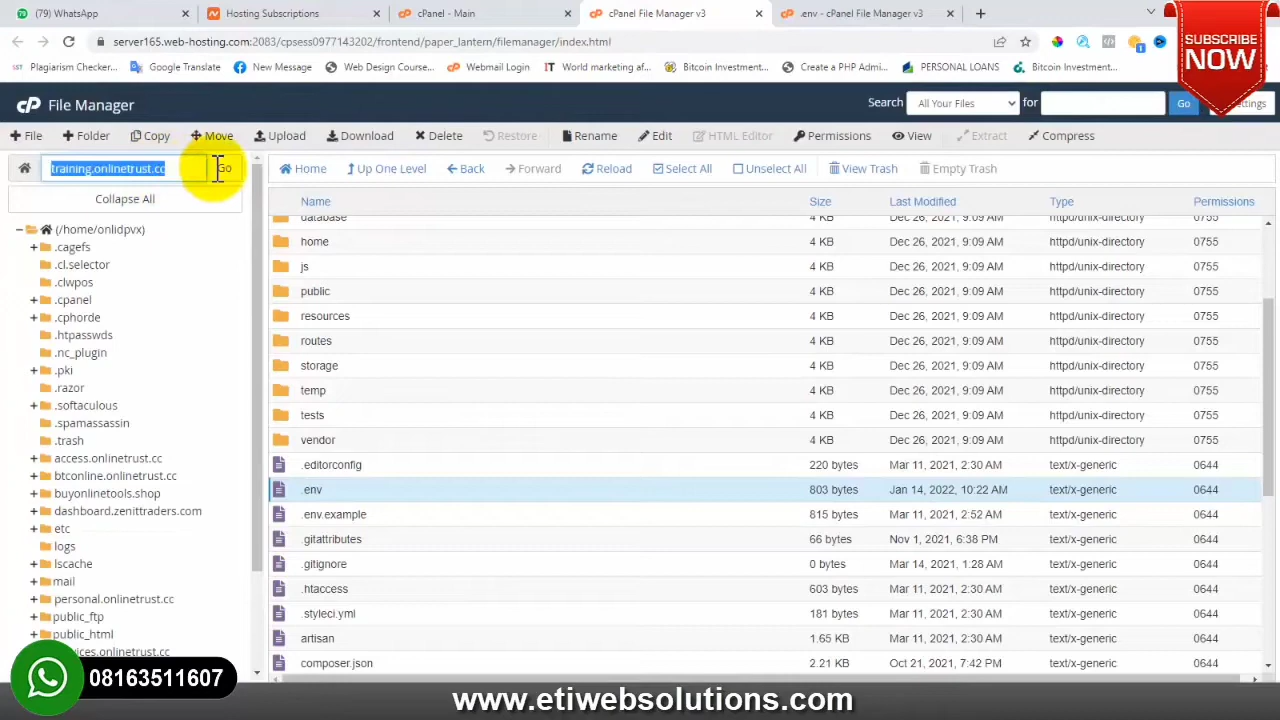 (79) WhatsApp
Hosting Subscriptions
cPanel - Main
cPanel File Manager v3
.env - cPanel File Manager v3
server165.web-hosting.com:2083/cpsess0977143202/frontend/paper_lantern/filemanager/index.html
Plagiarism Checker...
Google Translate
New Message
Web Design Course...
Website Design
World marketing af...
Bitcoin Investment...
Create a PHP Admi...
PERSONAL LOANS
Bitcoin Investment...
SUBSCRIBE
NOW
cP File Manager
Search All Your Files for Go Settings
File Folder Copy Move Upload Download Delete Restore Rename Edit HTML Editor Permissions View Extract Compress
training.onlinetrust.cc Go
Home Up One Level Back Forward Reload Select All Unselect All View Trash Empty Trash
Collapse All
(/home/onlidpvx)
.cagefs
.cl.selector
.clwpos
.cpanel
.cphorde
.htpasswds
.nc_plugin
.pki
.razor
.softaculous
.spamassassin
.trash
access.onlinetrust.cc
btconline.onlinetrust.cc
buyonlinetools.shop
dashboard.zenittraders.com
etc
logs
lscache
mail
personal.onlinetrust.cc
public_ftp
public_html
Name Size Last Modified Type Permissions
database 4 KB Dec 26, 2021, 9:09 AM httpd/unix-directory 0755
home 4 KB Dec 26, 2021, 9:09 AM httpd/unix-directory 0755
js 4 KB Dec 26, 2021, 9:09 AM httpd/unix-directory 0755
public 4 KB Dec 26, 2021, 9:09 AM httpd/unix-directory 0755
resources 4 KB Dec 26, 2021, 9:09 AM httpd/unix-directory 0755
routes 4 KB Dec 26, 2021, 9:09 AM httpd/unix-directory 0755
storage 4 KB Dec 26, 2021, 9:09 AM httpd/unix-directory 0755
temp 4 KB Dec 26, 2021, 9:09 AM httpd/unix-directory 0755
tests 4 KB Dec 26, 2021, 9:09 AM httpd/unix-directory 0755
vendor 4 KB Dec 26, 2021, 9:09 AM httpd/unix-directory 0755
.editorconfig 220 bytes Mar 11, 2021, 2:30 AM text/x-generic 0644
.env 803 bytes Jan 14, 2022, 10:22 AM text/x-generic 0644
.env.example 815 bytes Mar 11, 2021, 2:52 AM text/x-generic 0644
.gitattributes 66 bytes Nov 1, 2021, 6:38 PM text/x-generic 0644
.gitignore 0 bytes Mar 14, 2021, 1:28 AM text/x-generic 0644
.htaccess 603 bytes Mar 11, 2021, 2:30 AM text/x-generic 0644
.styleci.yml 181 bytes Mar 11, 2021, 2:30 AM text/x-generic 0644
artisan 1.65 KB Mar 11, 2021, 2:30 AM text/x-generic 0644
composer.json 2.21 KB Oct 21, 2021, 7:42 PM text/x-generic 0644
08163511607
www.etiwebsolutions.com